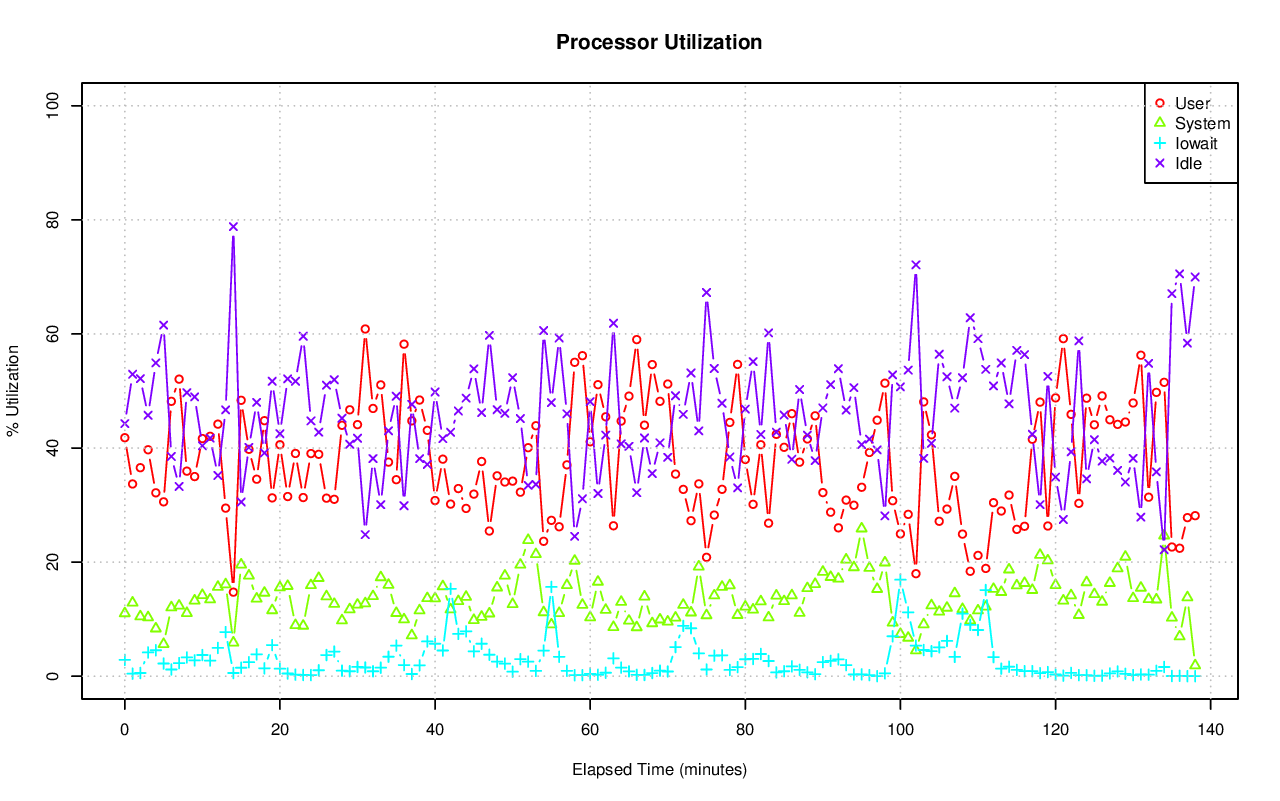 Processor Utilization
User
System
Iowait
Idle
% Utilization
100
80
60
40
20
0
0 20 40 60 80 100 120 140
Elapsed Time (minutes)